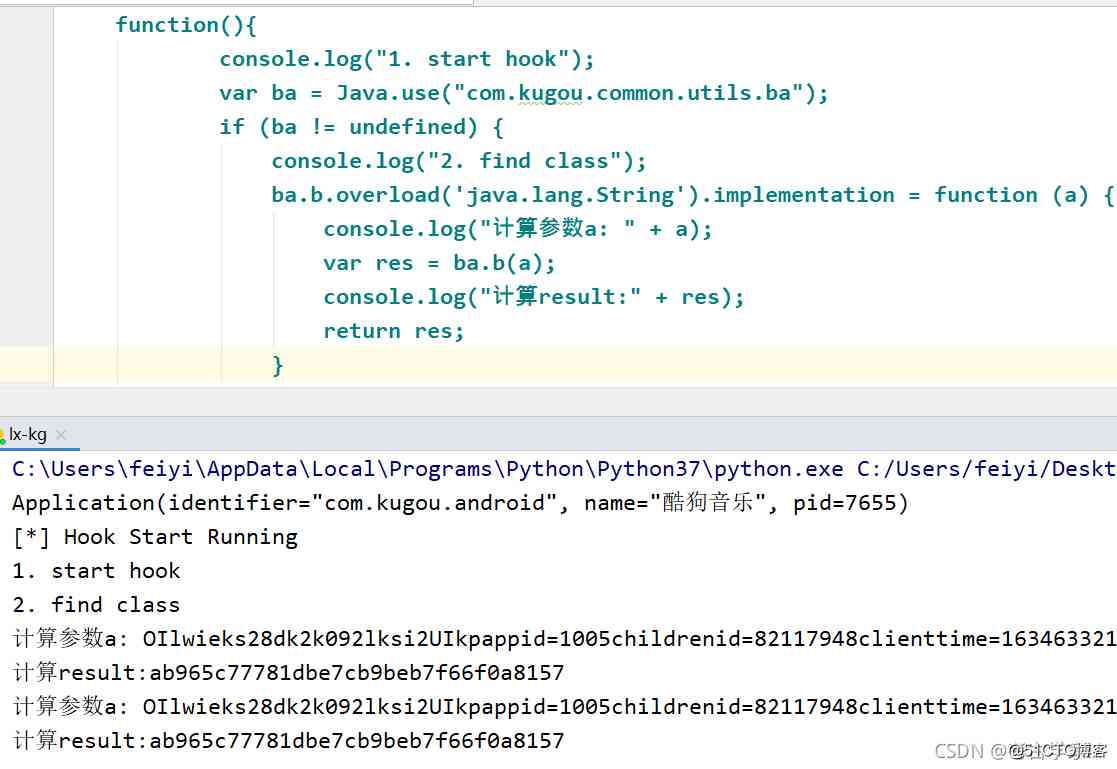 function(){
console.log("1. start hook");
var ba = Java.use("com.kugou.common.utils.ba");
if (ba != undefined) {
console.log("2. find class");
ba.b.overload('java.lang.String').implementation = function (a) {
console.log("计算参数a: " + a);
var res = ba.b(a);
console.log("计算result:" + res);
return res;
}
lx-kg
C:\Users\feiyi\AppData\Local\Programs\Python\Python37\python.exe C:/Users/feiyi/Deskt
Application(identifier="com.kugou.android", name="酷狗音乐", pid=7655)
[*] Hook Start Running
1. start hook
2. find class
计算参数a: OIlwieks28dk2k092lksi2UIkpappid=1005childrenid=82117948clienttime=163463321
计算result:ab965c77781dbe7cb9beb7f66f0a8157
计算参数a: OIlwieks28dk2k092lksi2UIkpappid=1005childrenid=82117948clienttime=163463321
计算result:ab965c77781dbe7cb9beb7f66f0a8157
CSDN @51CTO博客